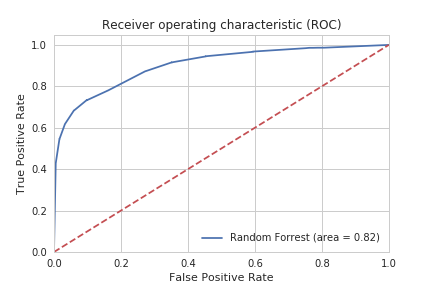 Receiver operating characteristic (ROC)
True Positive Rate
1.0
0.8
0.6
0.4
0.2
0.0
Random Forrest (area = 0.82)
0.0 0.2 0.4 0.6 0.8 1.0
False Positive Rate